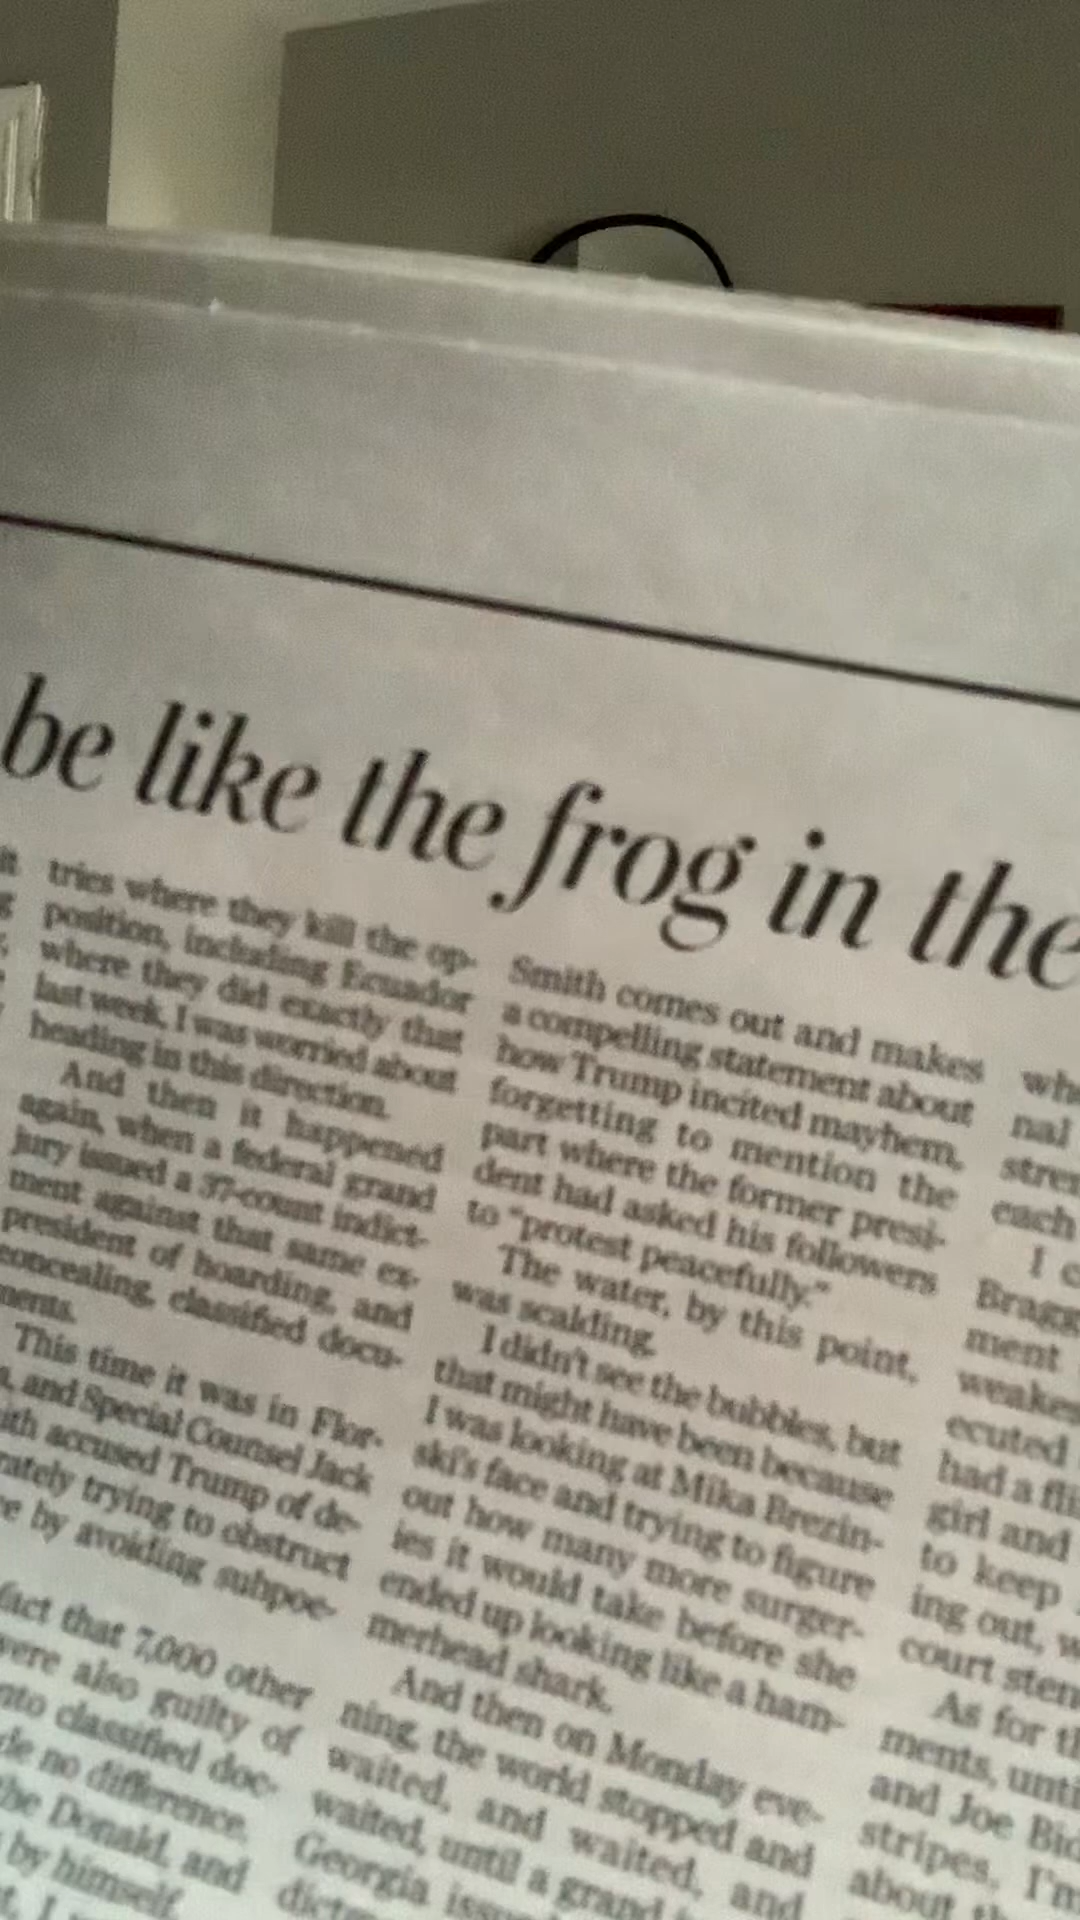 be like the frog in the
it
tries where they kill the op-
position, including Ecuador
where they did exactly that
last week, I was worried about
heading in this direction.
And then it happened
again, when a federal grand
jury issued a 37-count indict-
ment against that same ex-
president of hoarding, and
concealing, classified docu-
ments.
This time it was in Flor-
and Special Counsel Jack
accused Trump of de-
trying to obstruct
by avoiding subpoe-
fact that 7,000 other
were also guilty of
classified doc-
no difference.
the Donald, and
by himself.
I
Smith comes out and makes
a compelling statement about
how Trump incited mayhem,
forgetting to mention the
part where the former presi-
dent had asked his followers
to "protest peacefully."
The water, by this point,
was scalding.
I didn't see the bubbles, but
that might have been because
I was looking at Mika Brezin-
ski's face and trying to figure
out how many more surger-
ies it would take before she
ended up looking like a ham-
merhead shark.
And then on Monday eve-
ning, the world stopped and
waited, and waited, and
waited, until a grand
Georgia
nal
each
I
Bragg
ment
ecuted
had a
girl and
to keep
ing out,
court
As for
ments, until
and Joe
stripes, I'm
about